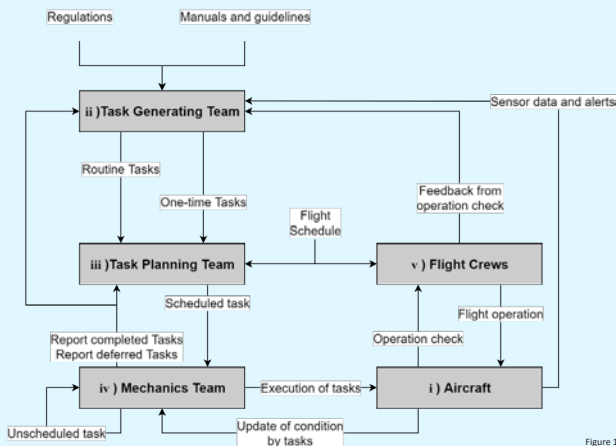 Regulations
Manuals and guidelines
Sensor data and alerts
ii )Task Generating Team
Routine Tasks
One-time Tasks
Feedback from
operation check
Flight
Schedule
iii )Task Planning Team
v ) Flight Crews
Scheduled task
Flight operation
Report completed Tasks
Report deferred Tasks
Operation check
iv ) Mechanics Team
Execution of tasks
i ) Aircraft
Unscheduled task
Update of condition
by tasks
Figure 1